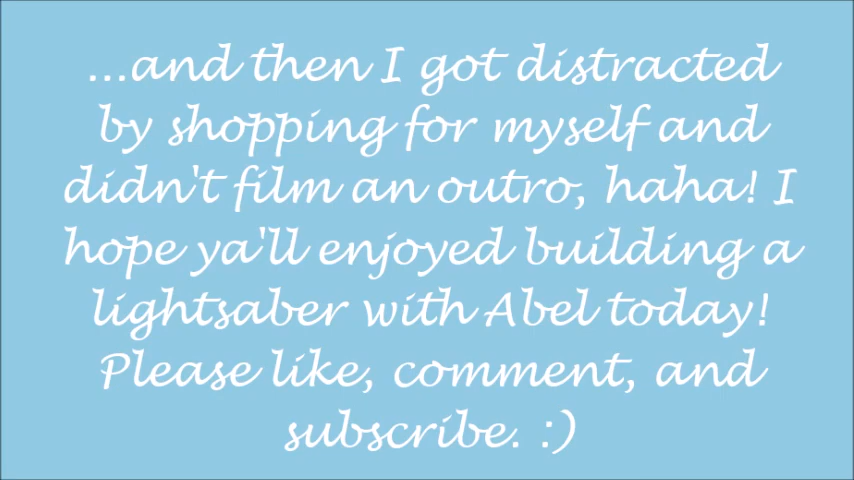 ...and then I got distracted
by shopping for myself and
didn't film an outro, haha! I
hope ya'll enjoyed building a
lightsaber with Abel today!
Please like, comment, and
subscribe. :)